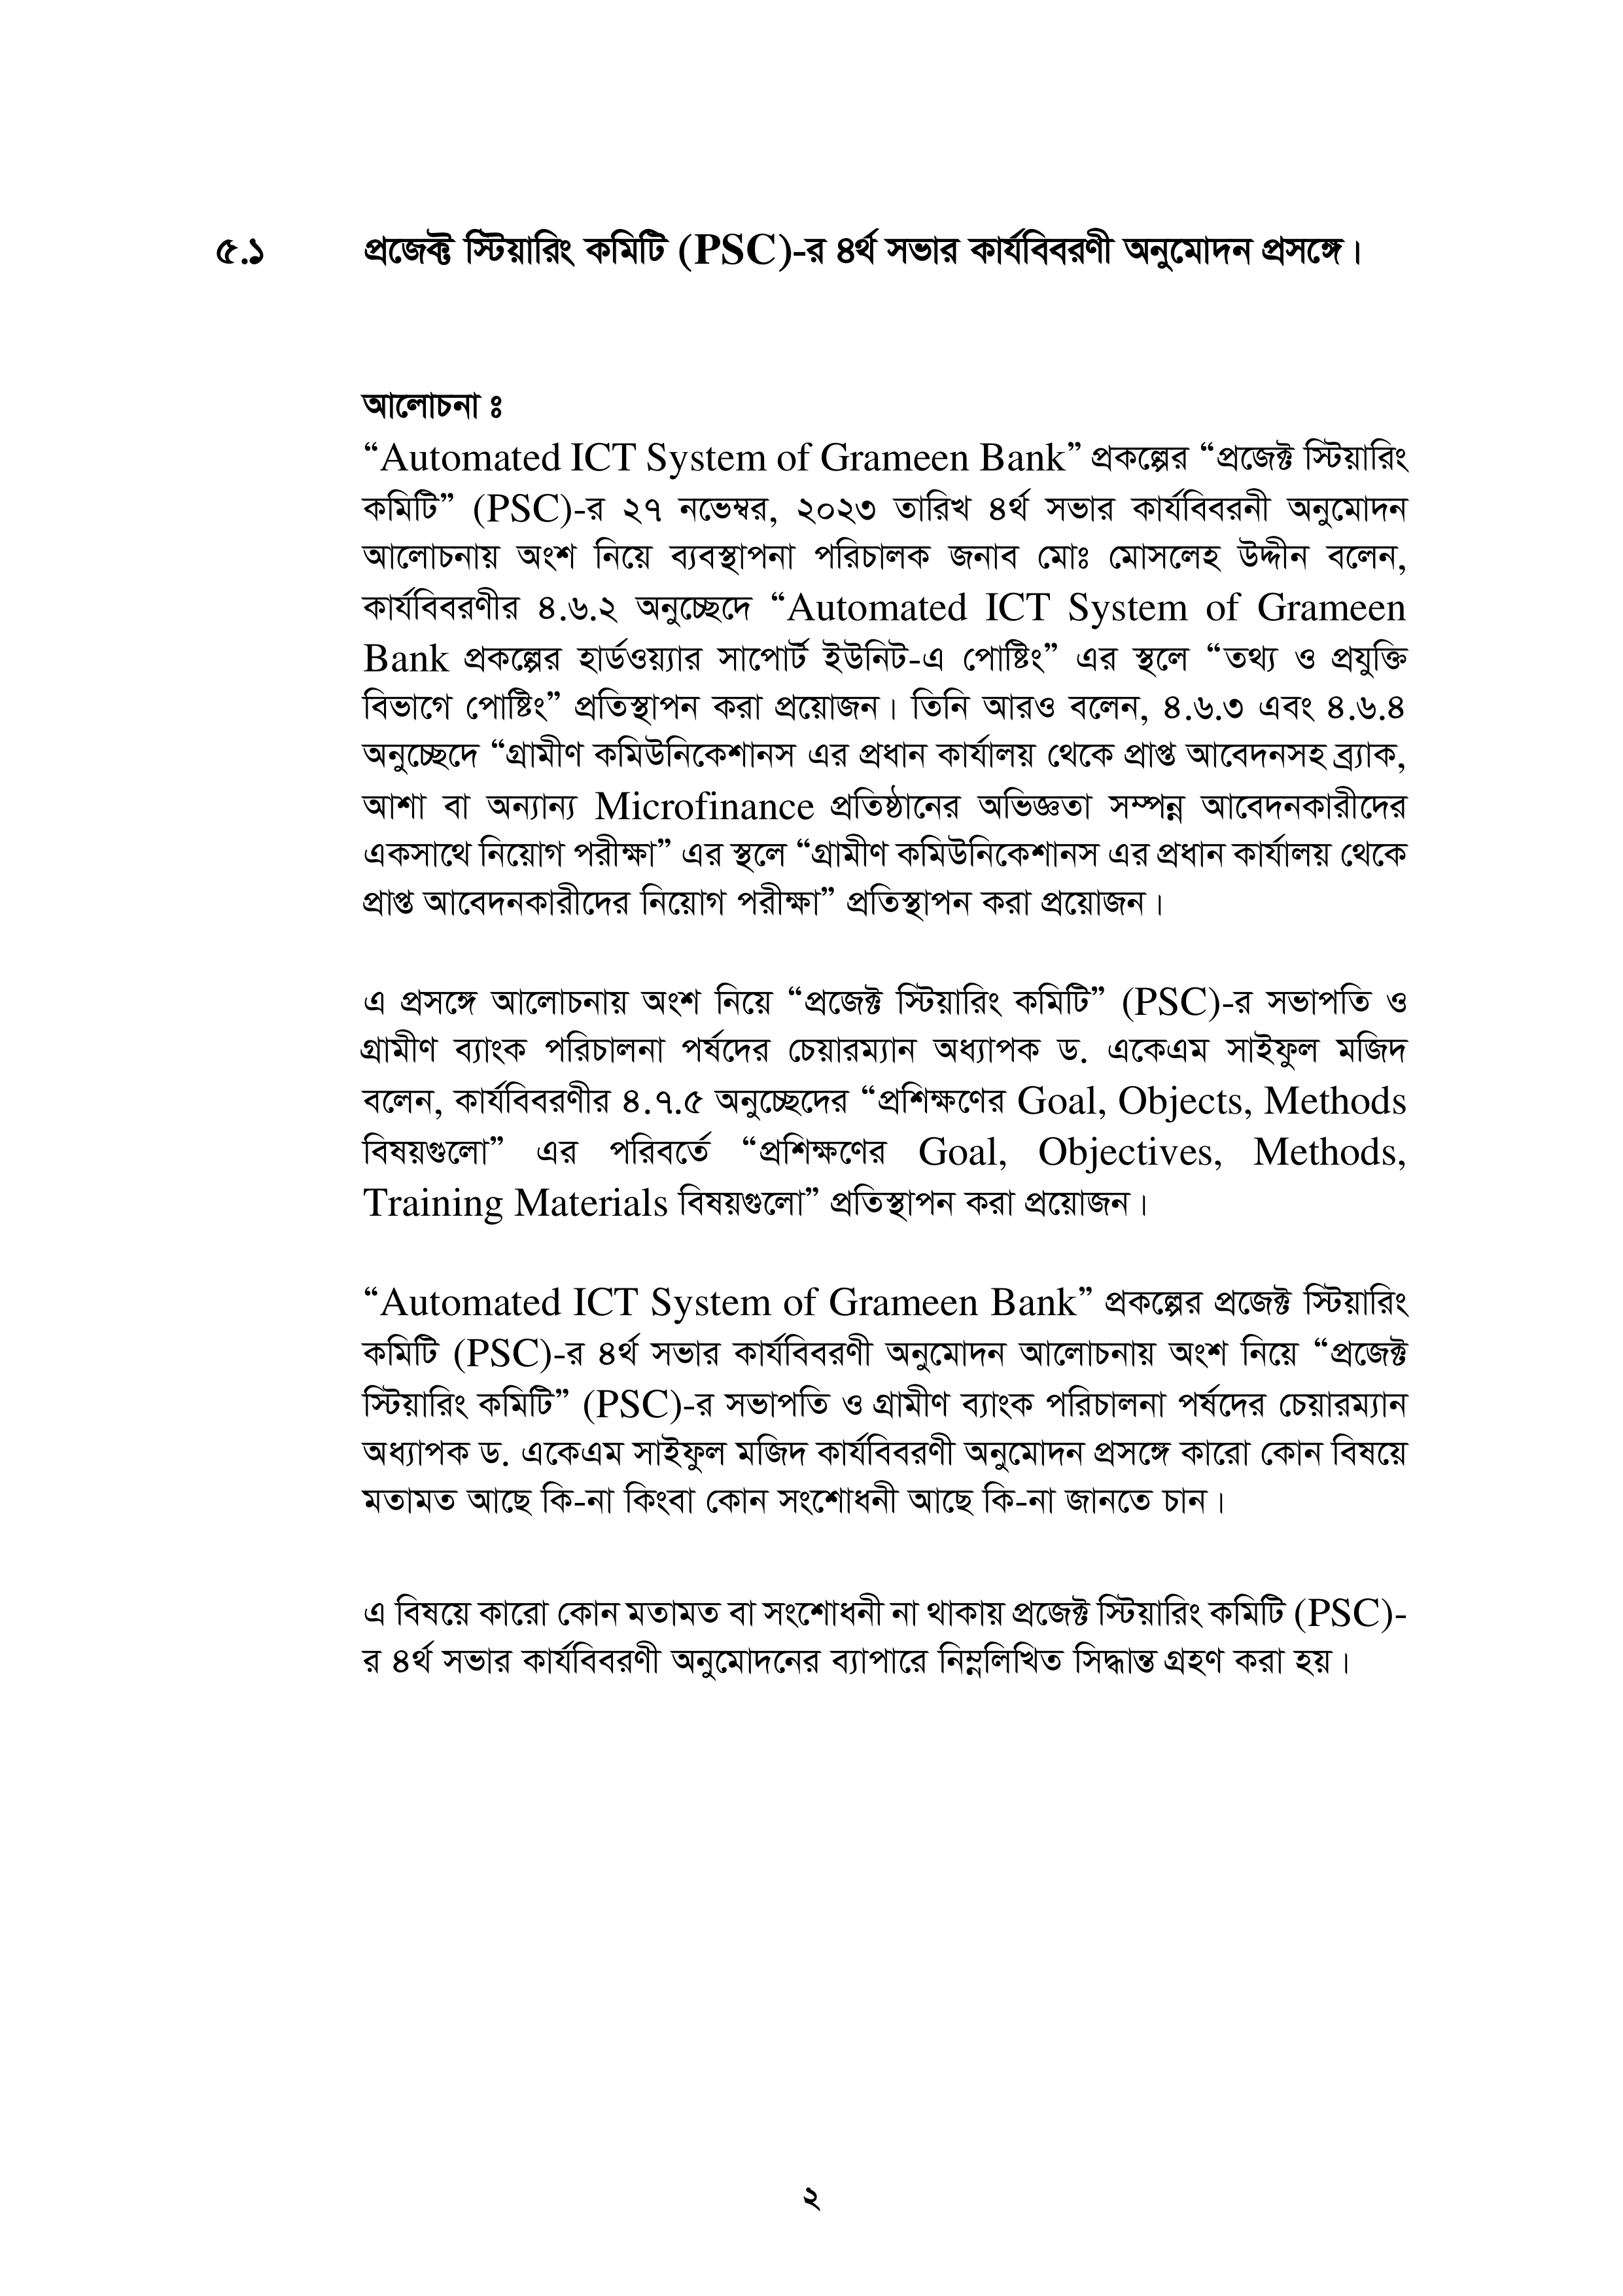 ৫.১ প্রজেক্ট স্টিয়ারিং কমিটি (PSC)-র ৪র্থ সভার কার্যবিবরণী অনুমোদন প্রসঙ্গে।
আলোচনা ঃ
“Automated ICT System of Grameen Bank” প্রকল্পের “প্রজেক্ট স্টিয়ারিং
কমিটি” (PSC)-র ২৭ নভেম্বর, ২০২৩ তারিখ ৪র্থ সভার কার্যবিবরনী অনুমোদন
আলোচনায় অংশ নিয়ে ব্যবস্থাপনা পরিচালক জনাব মোঃ মোসলেহ উদ্দীন বলেন,
কার্যবিবরণীর ৪.৬.২ অনুচ্ছেদে “Automated ICT System of Grameen
Bank প্রকল্পের হার্ডওয়্যার সাপোর্ট ইউনিট-এ পোষ্টিং” এর স্থলে “তথ্য ও প্রযুক্তি
বিভাগে পোষ্টিং” প্রতিস্থাপন করা প্রয়োজন। তিনি আরও বলেন, ৪.৬.৩ এবং ৪.৬.৪
অনুচ্ছেদে “গ্রামীণ কমিউনিকেশানস এর প্রধান কার্যালয় থেকে প্রাপ্ত আবেদনসহ ব্র্যাক,
আশা বা অন্যান্য Microfinance প্রতিষ্ঠানের অভিজ্ঞতা সম্পন্ন আবেদনকারীদের
একসাথে নিয়োগ পরীক্ষা” এর স্থলে “গ্রামীণ কমিউনিকেশানস এর প্রধান কার্যালয় থেকে
প্রাপ্ত আবেদনকারীদের নিয়োগ পরীক্ষা” প্রতিস্থাপন করা প্রয়োজন।
এ প্রসঙ্গে আলোচনায় অংশ নিয়ে “প্রজেক্ট স্টিয়ারিং কমিটি” (PSC)-র সভাপতি ও
গ্রামীণ ব্যাংক পরিচালনা পর্ষদের চেয়ারম্যান অধ্যাপক ড. একেএম সাইফুল মজিদ
বলেন, কার্যবিবরণীর ৪.৭.৫ অনুচ্ছেদের “প্রশিক্ষণের Goal, Objects, Methods
বিষয়গুলো” এর পরিবর্তে “প্রশিক্ষণের Goal, Objectives, Methods,
Training Materials বিষয়গুলো” প্রতিস্থাপন করা প্রয়োজন।
“Automated ICT System of Grameen Bank” প্রকল্পের প্রজেক্ট স্টিয়ারিং
কমিটি (PSC)-র ৪র্থ সভার কার্যবিবরণী অনুমোদন আলোচনায় অংশ নিয়ে “প্রজেক্ট
স্টিয়ারিং কমিটি” (PSC)-র সভাপতি ও গ্রামীণ ব্যাংক পরিচালনা পর্ষদের চেয়ারম্যান
অধ্যাপক ড. একেএম সাইফুল মজিদ কার্যবিবরণী অনুমোদন প্রসঙ্গে কারো কোন বিষয়ে
মতামত আছে কি-না কিংবা কোন সংশোধনী আছে কি-না জানতে চান।
এ বিষয়ে কারো কোন মতামত বা সংশোধনী না থাকায় প্রজেক্ট স্টিয়ারিং কমিটি (PSC)-
র ৪র্থ সভার কার্যবিবরণী অনুমোদনের ব্যাপারে নিম্নলিখিত সিদ্ধান্ত গ্রহণ করা হয়।
২